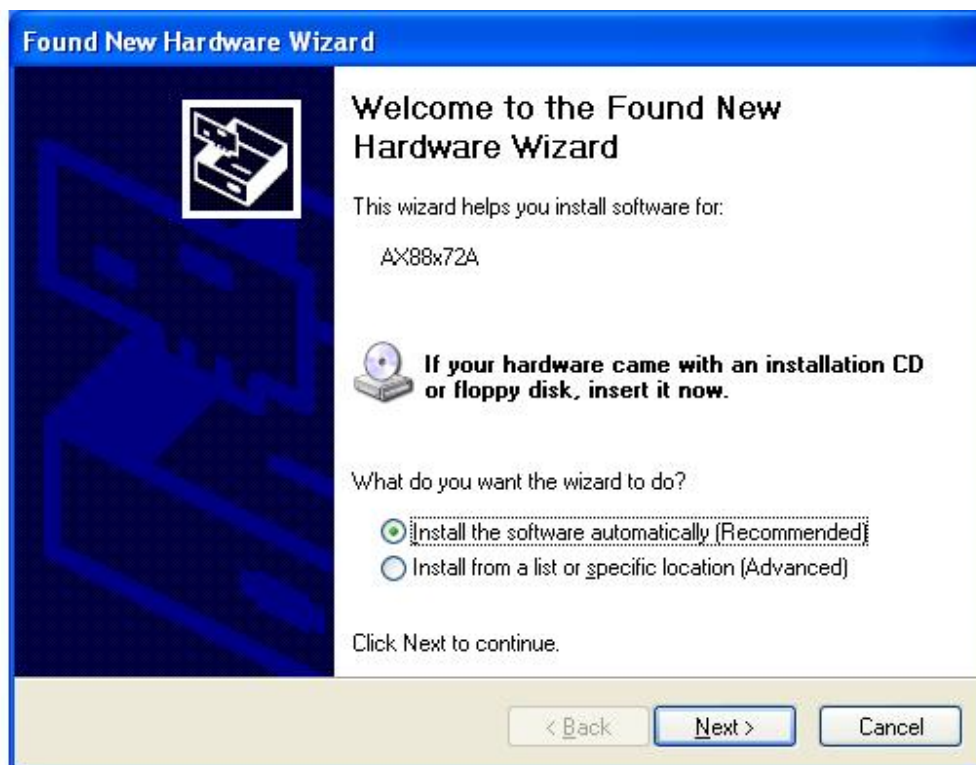 Found New Hardware Wizard
Welcome to the Found New
Hardware Wizard
This wizard helps you install software for:
AX88x72A
If your hardware came with an installation CD
or floppy disk, insert it now.
What do you want the wizard to do?
Install the software automatically (Recommended)
Install from a list or specific location (Advanced)
Click Next to continue.
< Back Next > Cancel